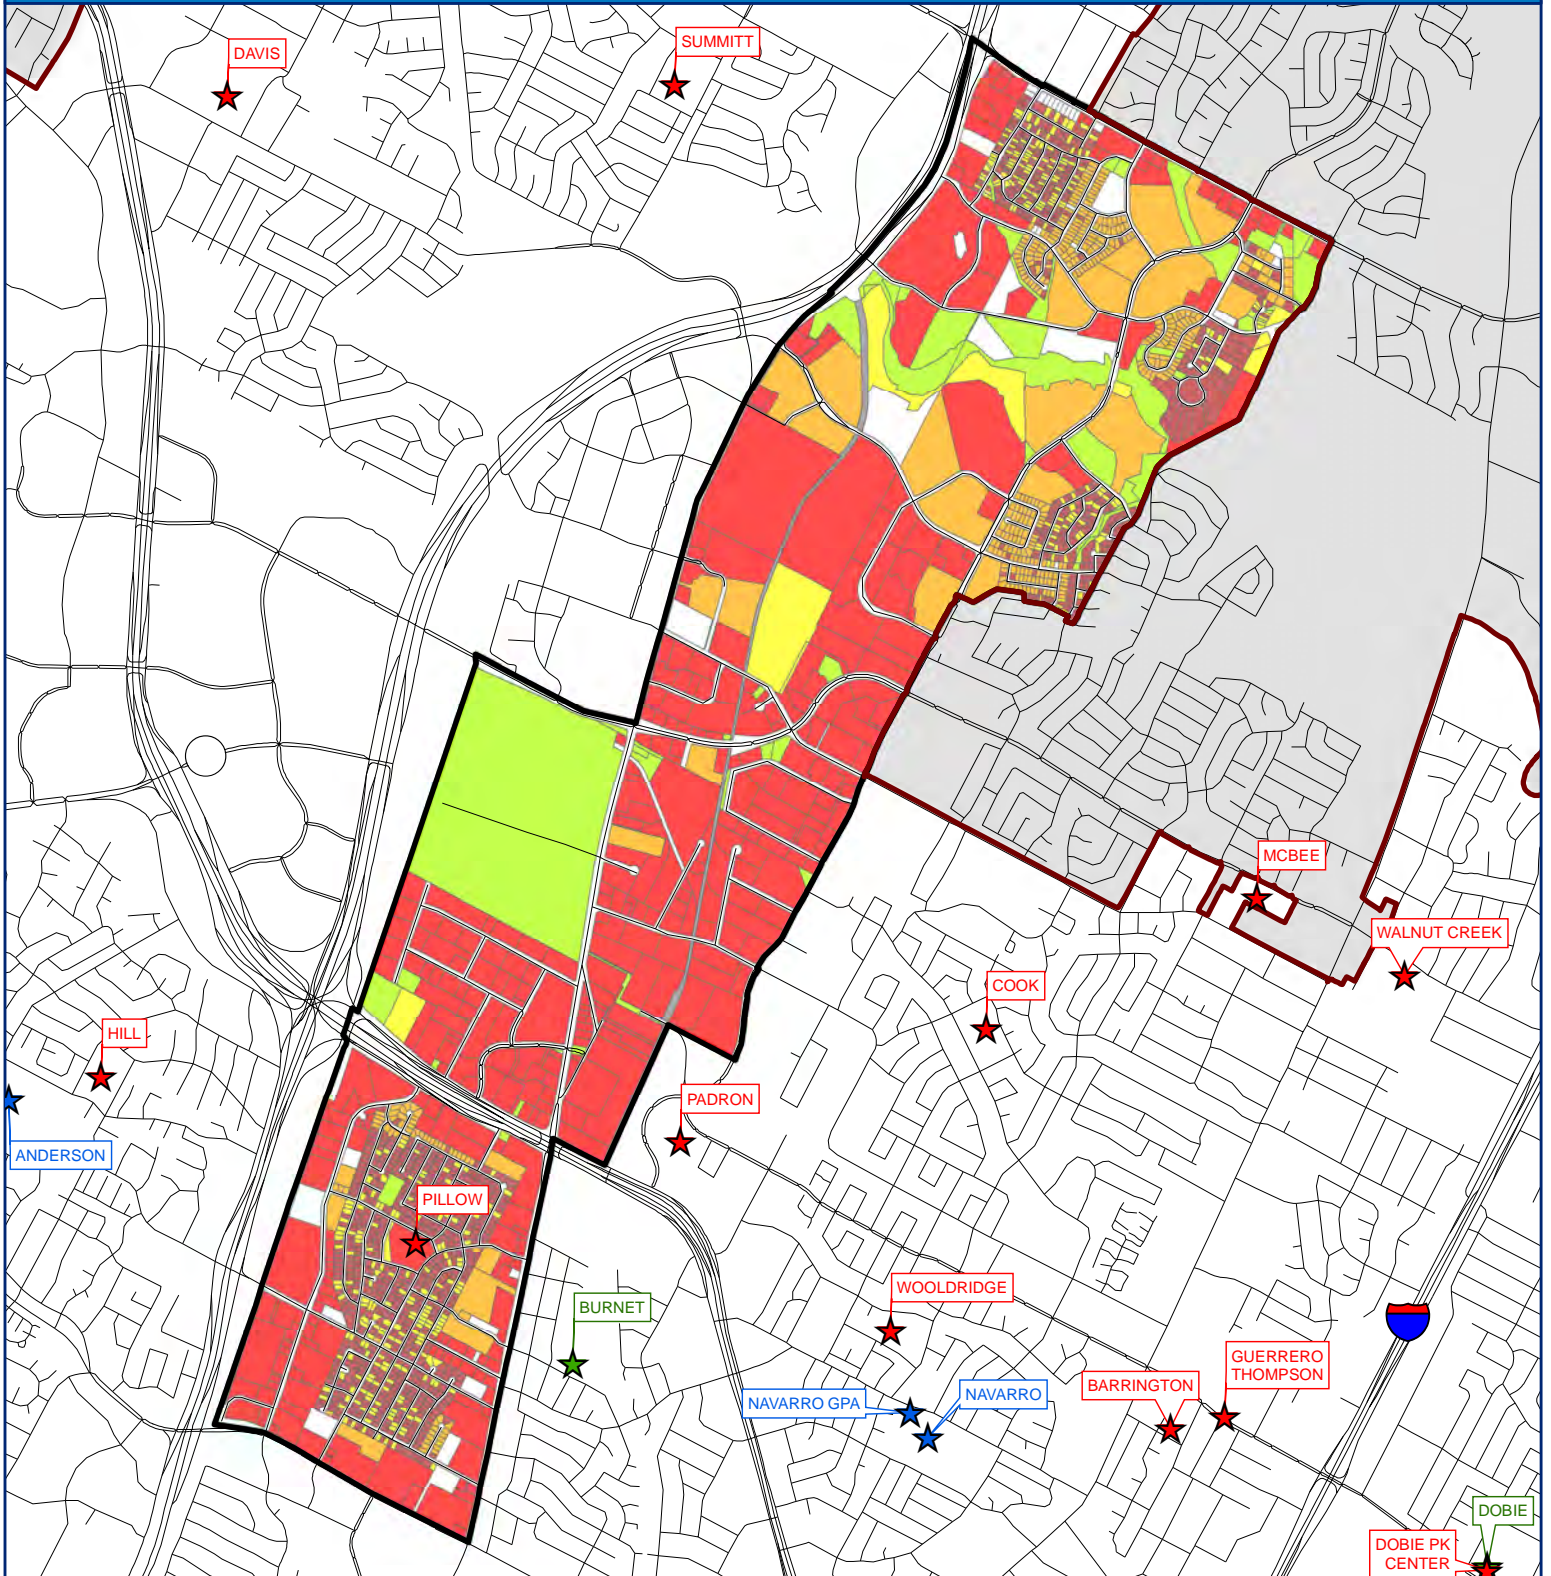 SUMMITT
DAVIS
MCBEE
WALNUT CREEK
COOK
HILL
PADRON
ANDERSON
PILLOW
WOOLDRIDGE
BURNET
GUERRERO
THOMPSON
BARRINGTON
NAVARRO
NAVARRO GPA
DOBIE
DOBIE PK
CENTER